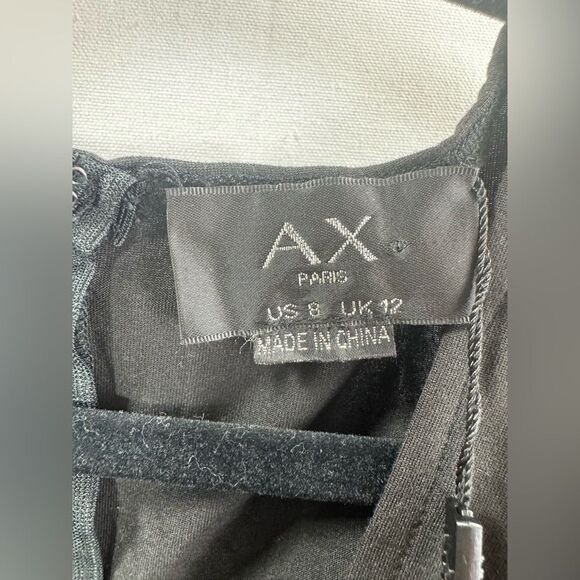 AX
PARIS
US 8 UK 12
MADE IN CHINA